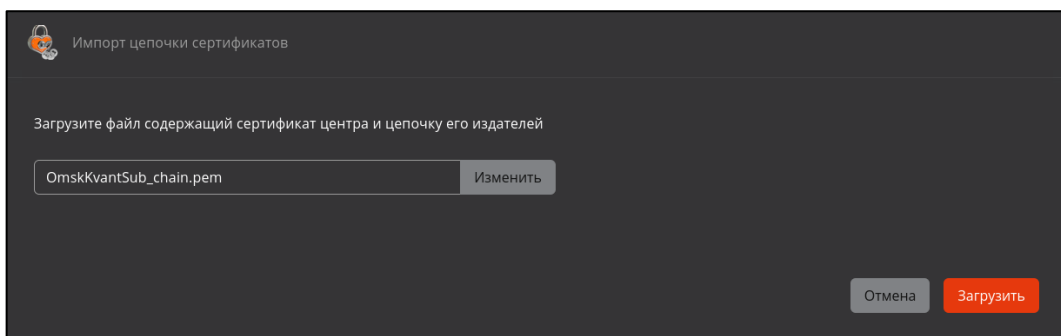 Импорт цепочки сертификатов
Загрузите файл содержащий сертификат центра и цепочку его издателей
OmskKvantSub_chain.pem Изменить
Отмена Загрузить